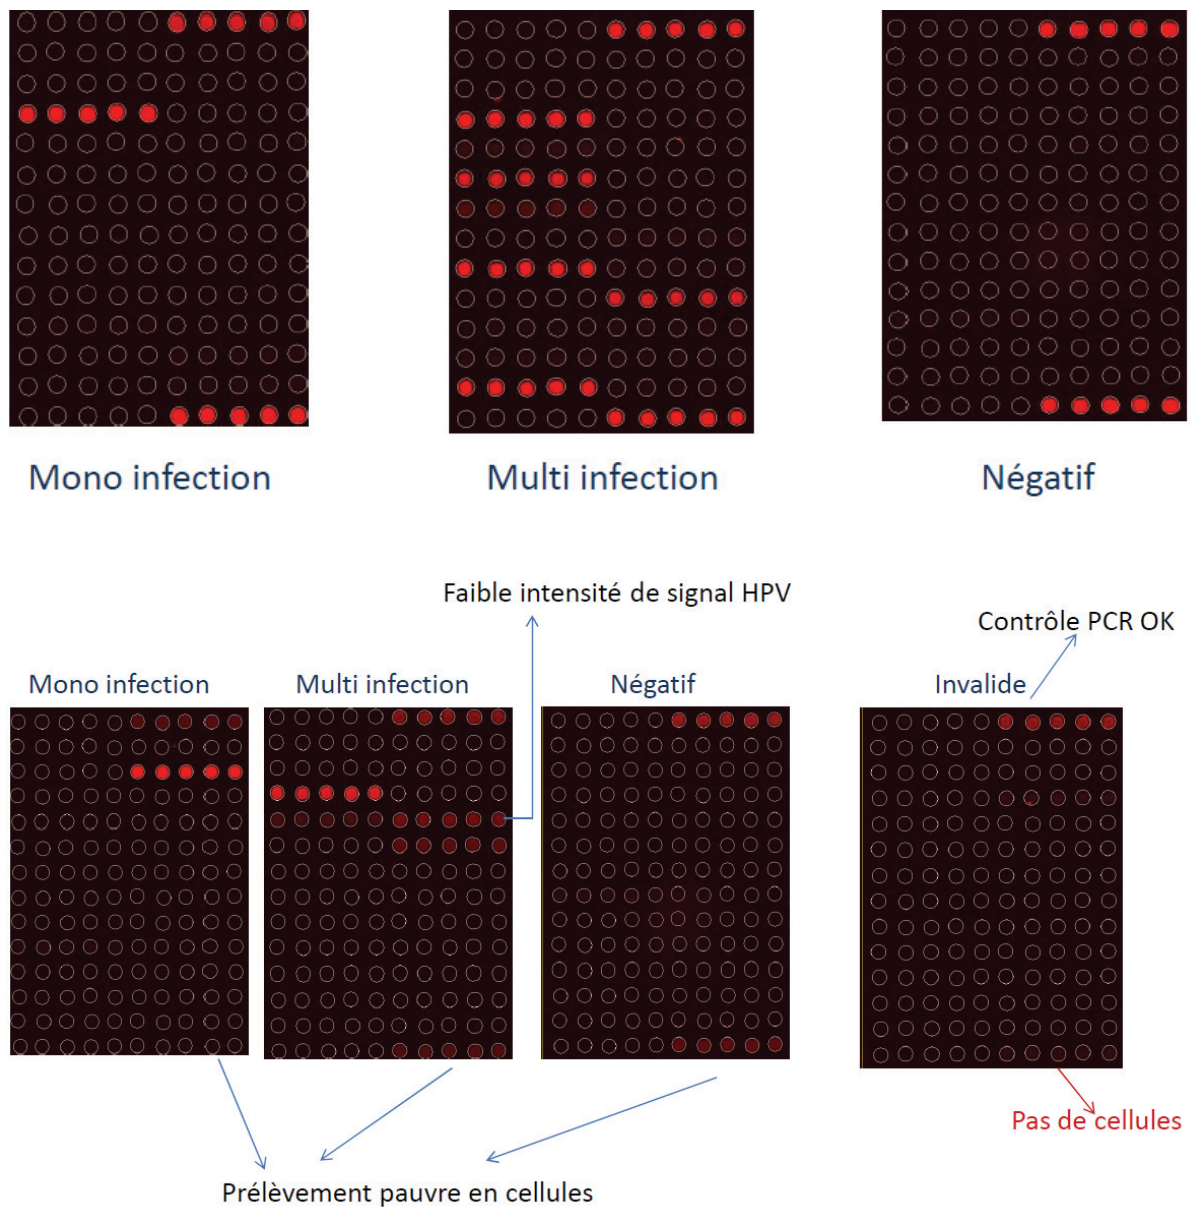 Mono infection
Multi infection
Négatif
Faible intensité de signal HPV
Contrôle PCR OK
Mono infection
Multi infection
Négatif
Invalide
Pas de cellules
Prélèvement pauvre en cellules